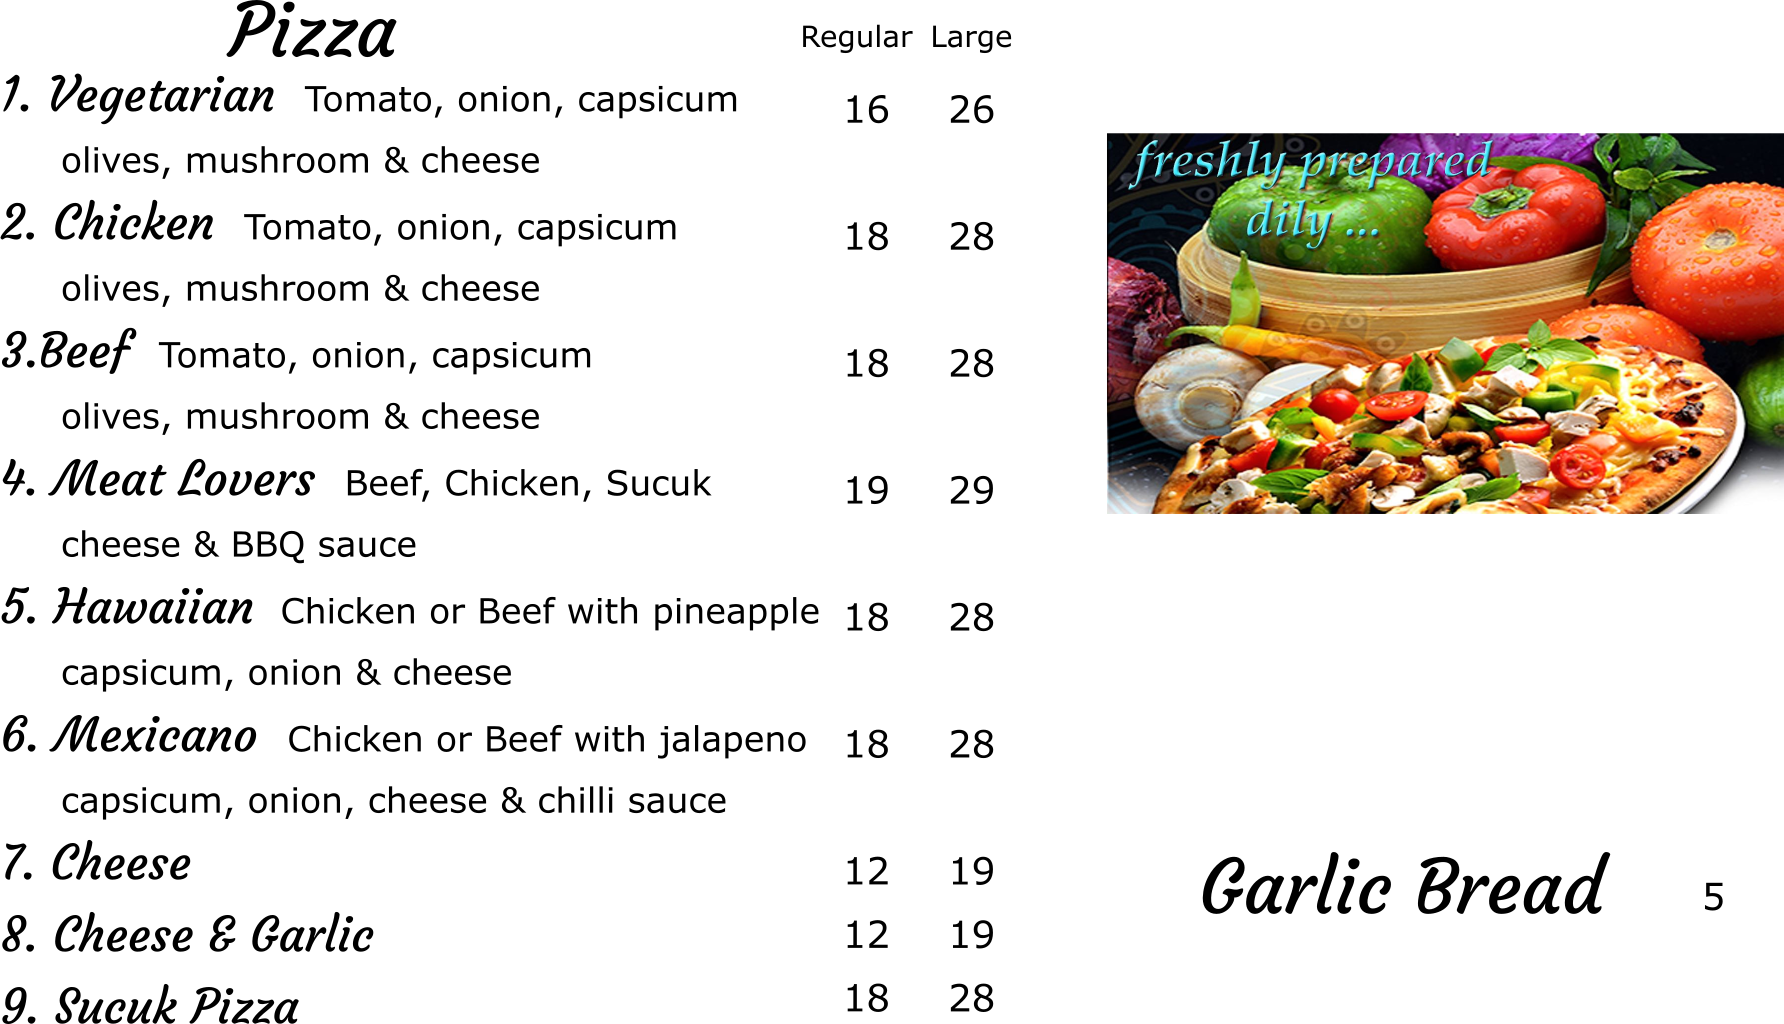 Pizza
Regular Large
1. Vegetarian Tomato, onion, capsicum 16 26
olives, mushroom & cheese
2. Chicken Tomato, onion, capsicum 18 28
olives, mushroom & cheese
3.Beef Tomato, onion, capsicum 18 28
olives, mushroom & cheese
4. Meat Lovers Beef, Chicken, Sucuk 19 29
cheese & BBQ sauce
5. Hawaiian Chicken or Beef with pineapple 18 28
capsicum, onion & cheese
6. Mexicano Chicken or Beef with jalapeno 18 28
capsicum, onion, cheese & chilli sauce
7. Cheese 12 19
8. Cheese & Garlic 12 19
9. Sucuk Pizza 18 28
freshly prepared
dily ...
Garlic Bread 5